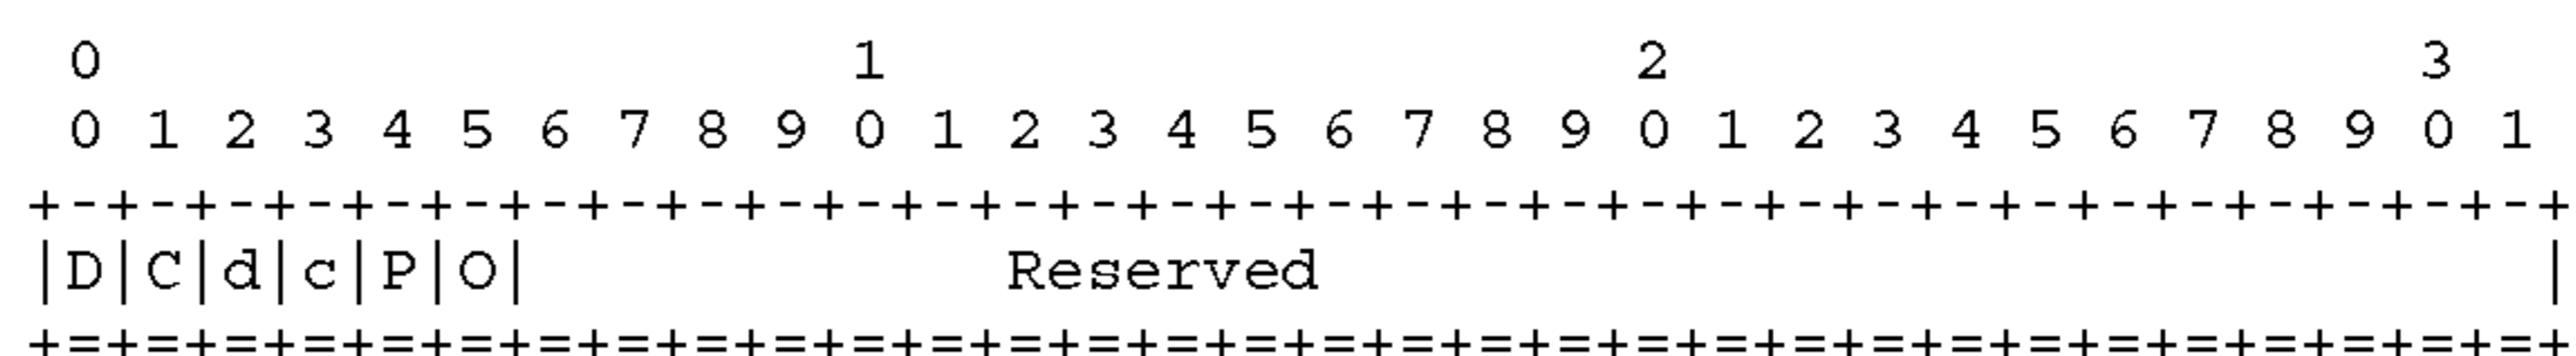 0                   1                   2                   3
 0 1 2 3 4 5 6 7 8 9 0 1 2 3 4 5 6 7 8 9 0 1 2 3 4 5 6 7 8 9 0 1
+-+-+-+-+-+-+-+-+-+-+-+-+-+-+-+-+-+-+-+-+-+-+-+-+-+-+-+-+-+-+-+-+
|D|C|d|c|P|O|            Reserved                               |
+=+=+=+=+=+=+=+=+=+=+=+=+=+=+=+=+=+=+=+=+=+=+=+=+=+=+=+=+=+=+=+=+